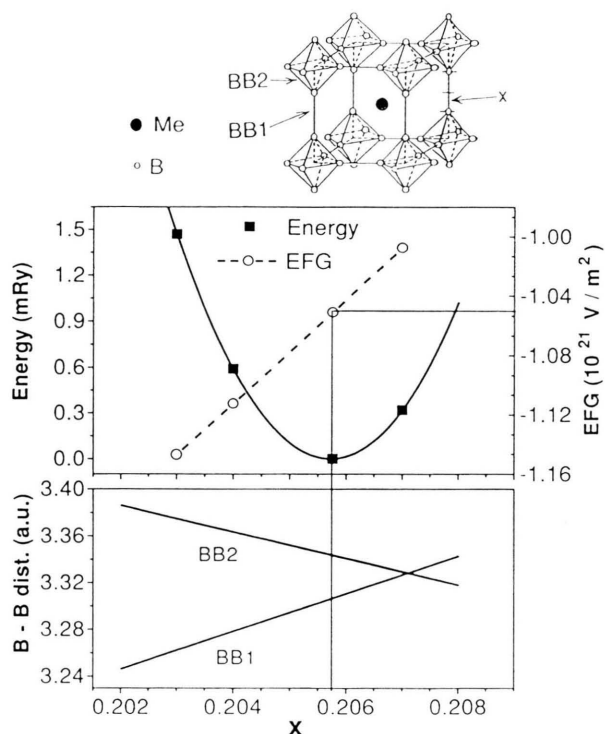 BB2
x
Me
BB1
B
Energy
EFG
1.5
1.2
0.9
0.6
0.3
0.0
Energy (mRy)
-1.00
-1.04
-1.08
-1.12
-1.16
EFG (10²¹ V / m²)
3.40
3.36
3.32
3.28
3.24
B - B dist. (a.u.)
BB2
BB1
0.202
0.204
0.206
0.208
X